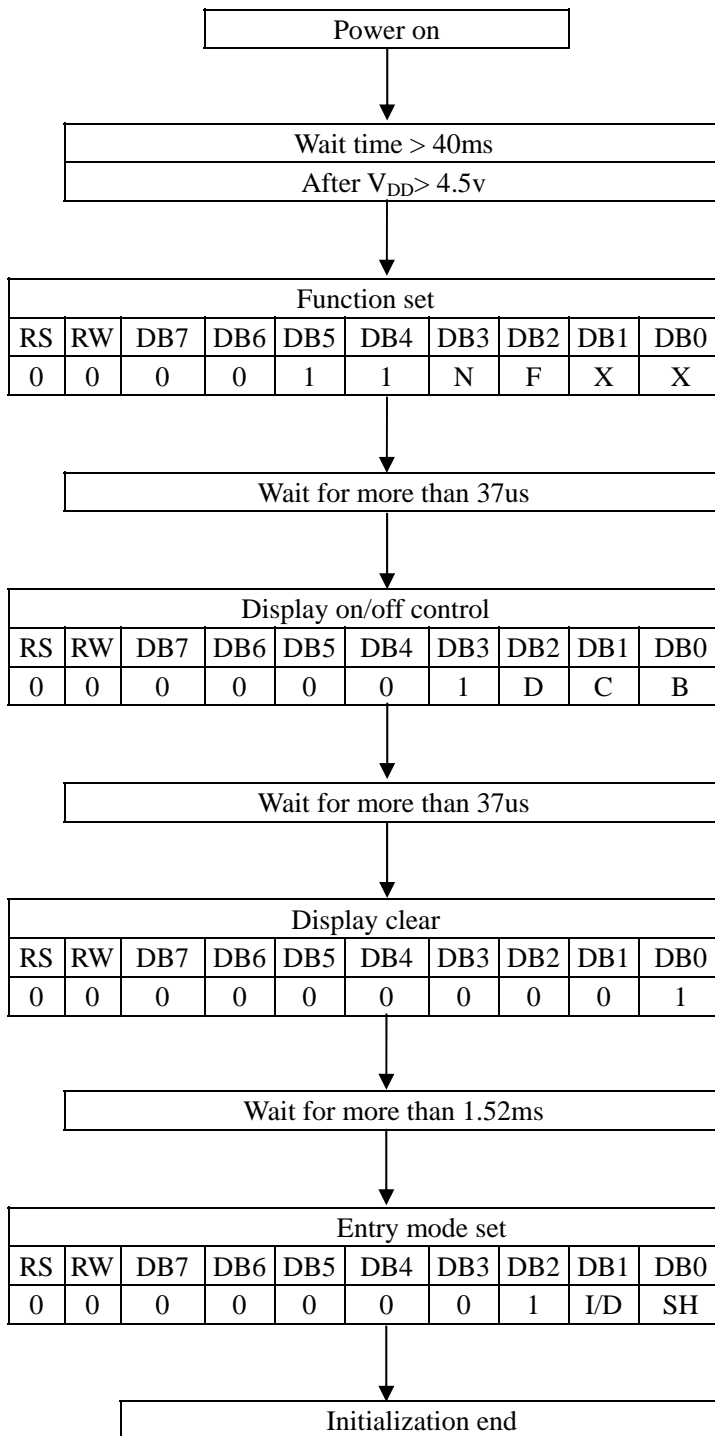 Power on
Wait time > 40ms
After VDD> 4.5v
Function set
RS RW DB7 DB6 DB5 DB4 DB3 DB2 DB1 DB0
0 0 0 0 1 1 N F X X
Wait for more than 37us
Display on/off control
RS RW DB7 DB6 DB5 DB4 DB3 DB2 DB1 DB0
0 0 0 0 0 0 1 D C B
Wait for more than 37us
Display clear
RS RW DB7 DB6 DB5 DB4 DB3 DB2 DB1 DB0
0 0 0 0 0 0 0 0 0 1
Wait for more than 1.52ms
Entry mode set
RS RW DB7 DB6 DB5 DB4 DB3 DB2 DB1 DB0
0 0 0 0 0 0 0 1 I/D SH
Initialization end